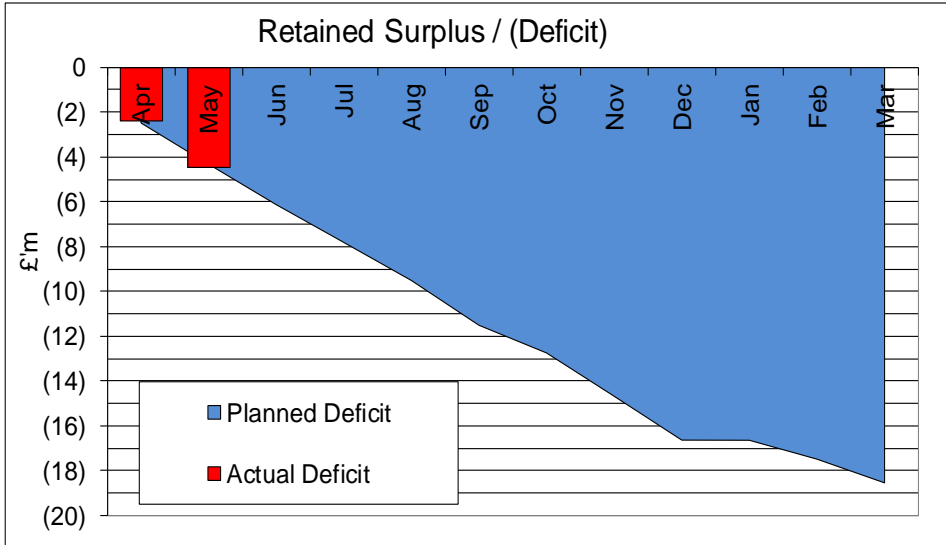 Retained Surplus / (Deficit)
0
(2)
(4)
(6)
(8)
(10)
(12)
(14)
(16)
(18)
(20)
£'m
Apr
May
Jun
Jul
Aug
Sep
Oct
Nov
Dec
Jan
Feb
Mar
Planned Deficit
Actual Deficit